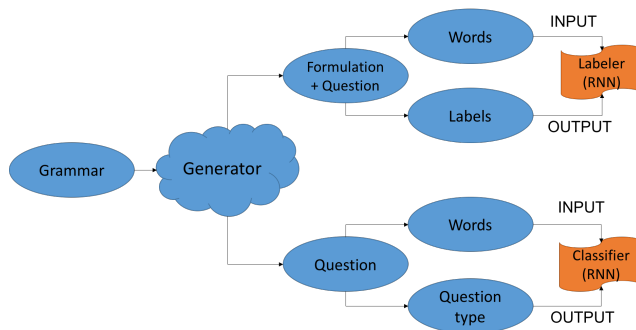 INPUT
Words
Labeler
(RNN)
Formulation
+ Question
Labels
OUTPUT
Grammar
Generator
INPUT
Words
Classifier
(RNN)
Question
Question
type
OUTPUT